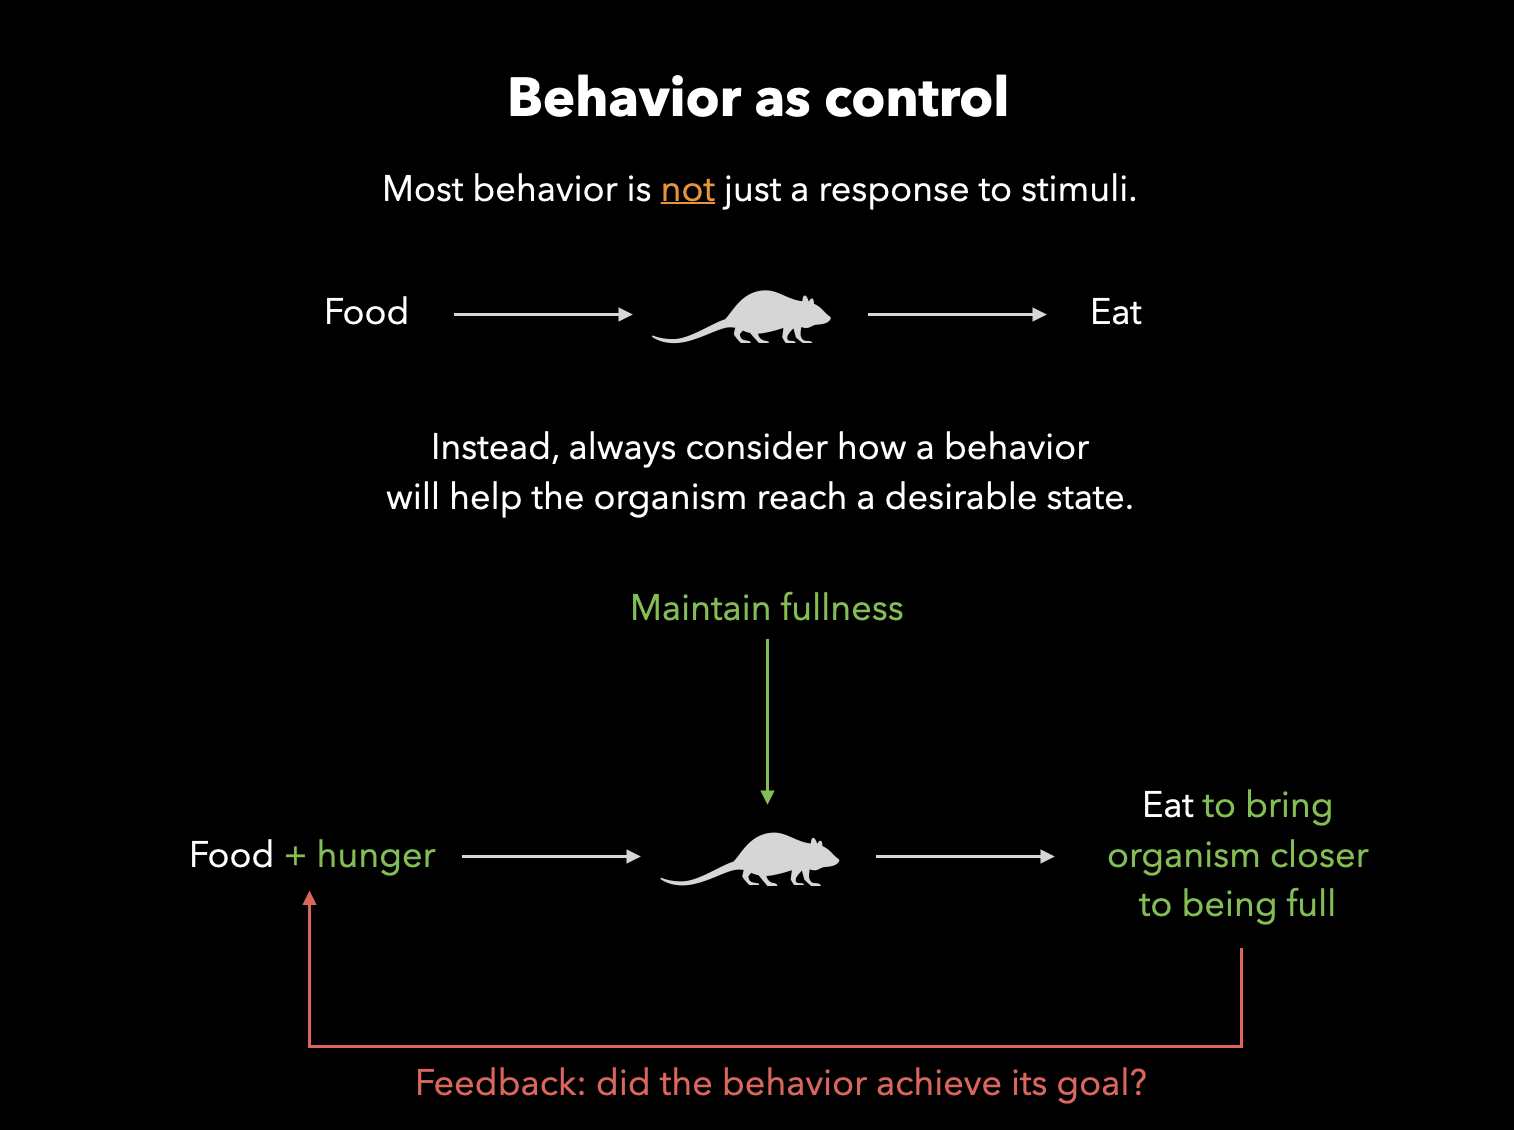 Behavior as control
Most behavior is not just a response to stimuli.
Food
Eat
Instead, always consider how a behavior
will help the organism reach a desirable state.
Maintain fullness
Food + hunger
Eat to bring
organism closer
to being full
Feedback: did the behavior achieve its goal?